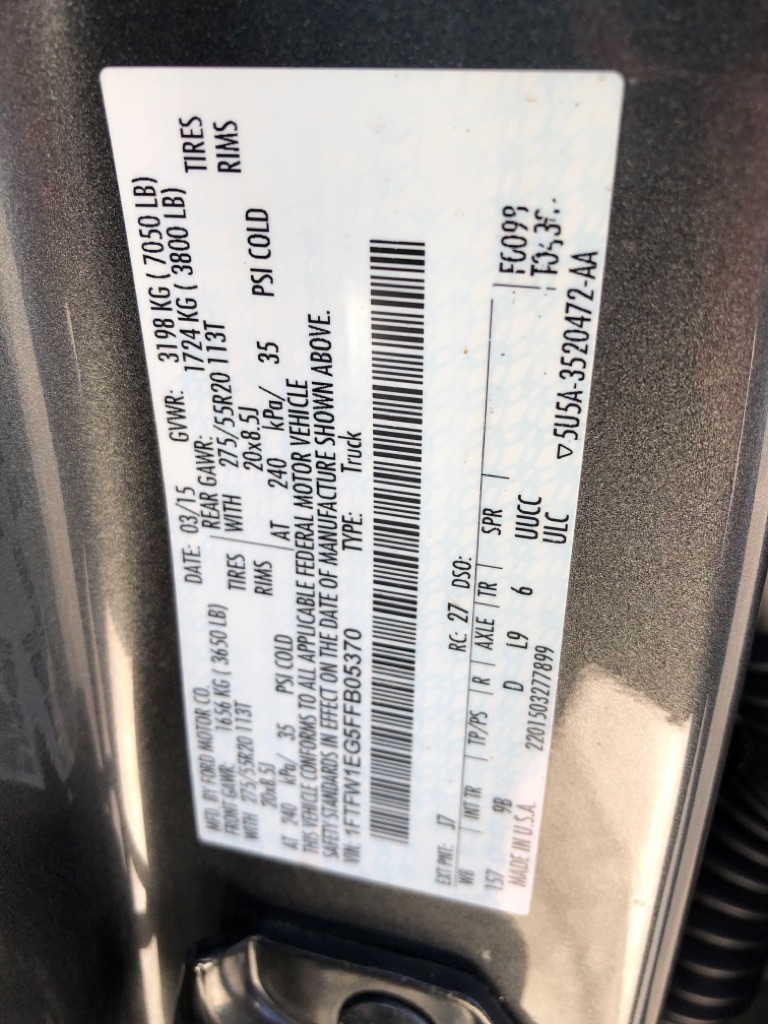 MFD. BY FORD MOTOR CO. DATE: 03/15 GVWR: 3198 KG ( 7050 LB)
FRONT GAWR: 1656 KG ( 3650 LB) REAR GAWR: 1724 KG ( 3800 LB)
WITH 275/55R20 113T TIRES WITH 275/55R20 113T TIRES
20x8.5J RIMS 20x8.5J RIMS
AT 240 kPa/ 35 PSI COLD AT 240 kPa/ 35 PSI COLD
THIS VEHICLE CONFORMS TO ALL APPLICABLE FEDERAL MOTOR VEHICLE
SAFETY STANDARDS IN EFFECT ON THE DATE OF MANUFACTURE SHOWN ABOVE.
VIN: 1FTFW1EG5FFB05370 TYPE: Truck
EXT PNT: J7 RC: 27 DSO:
WB INT TR TP/PS R AXLE TR SPR
157 9B D L9 6 UUCC
ULC
MADE IN U.S.A. 2201503277899 ▽5U5A-3520472-AA